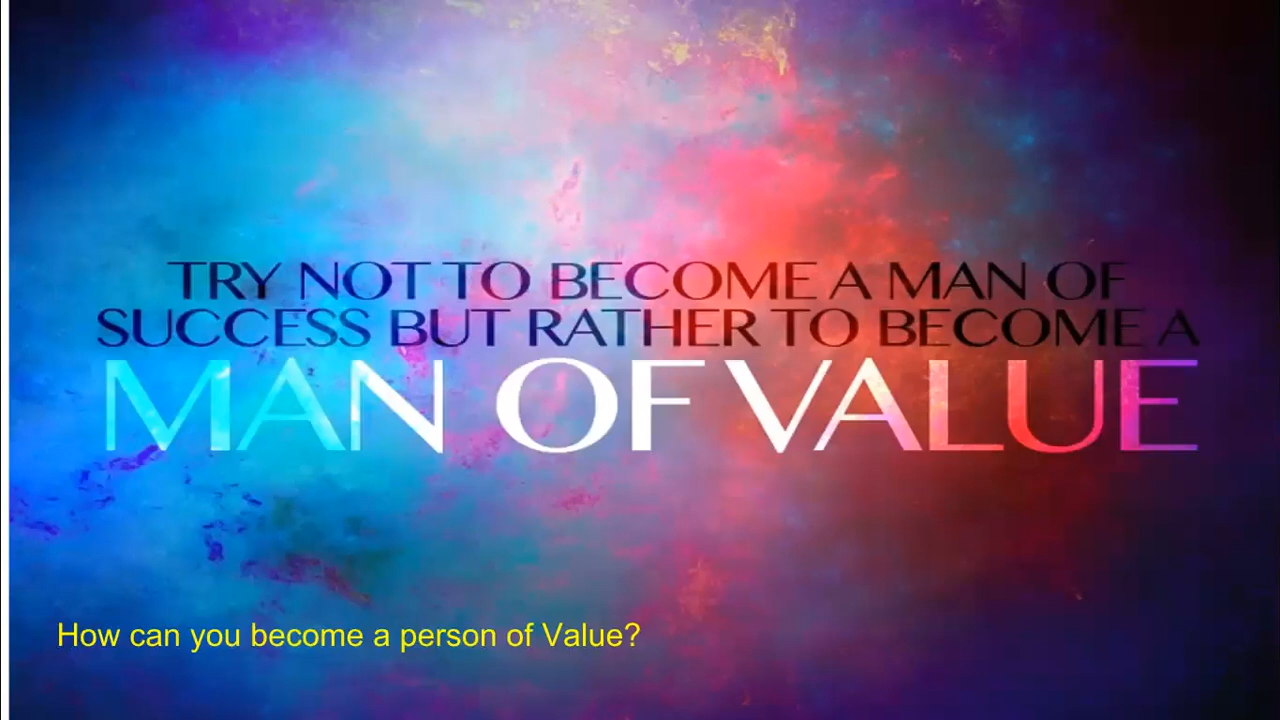 TRY NOT TO BECOME A MAN OF
SUCCESS BUT RATHER TO BECOME A
MAN OF VALUE
How can you become a person of Value?